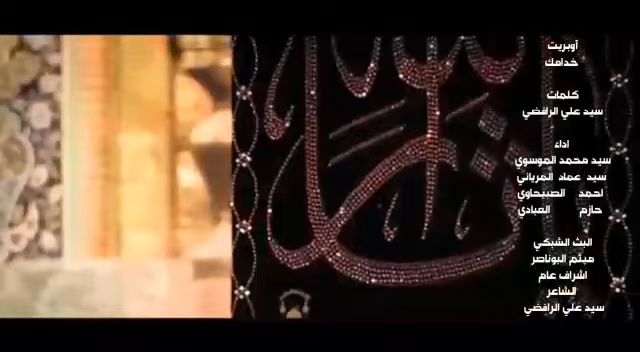 أوبريت
خدامك
كلمات
سيد علي الرافضي
اداء
سيد محمد الموسوي
سيد عماد المرياني
احمد الصبيحاوي
حازم العبادي
البث الشبكي
ميثم البوناصر
اشراف عام
الشاعر
سيد علي الرافضي